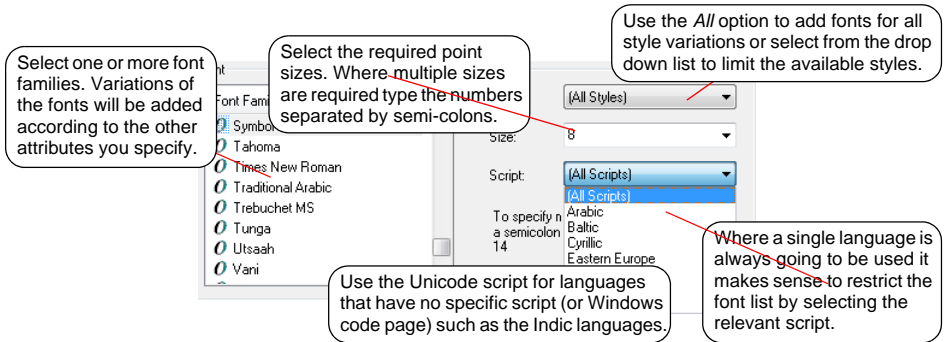 Use the All option to add fonts for all
style variations or select from the drop
down list to limit the available styles.
Select one or more font
families. Variations of
the fonts will be added
according to the other
attributes you specify.
Select the required point
sizes. Where multiple sizes
are required type the numbers
separated by semi-colons.
Font Fami
Symbol
Tahoma
Times New Roman
Traditional Arabic
Trebuchet MS
Tunga
Utsaah
Vani
(All Styles)
Size:
8
Script:
(All Scripts)
(All Scripts)
Arabic
Baltic
Cyrillic
Eastern Europe
To specify
a semicolon
14
Use the Unicode script for languages
that have no specific script (or Windows
code page) such as the Indic languages.
Where a single language is
always going to be used it
makes sense to restrict the
font list by selecting the
relevant script.